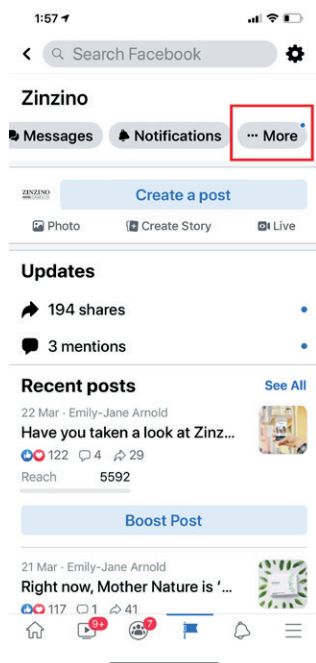 1:57
Search Facebook
Zinzino
Messages
Notifications
··· More
ZINZINO
Create a post
Photo
Create Story
Live
Updates
194 shares
3 mentions
Recent posts
See All
22 Mar · Emily-Jane Arnold
Have you taken a look at Zinz...
122 4 29
Reach 5592
Boost Post
21 Mar · Emily-Jane Arnold
Right now, Mother Nature is ‘...
117 1 41
9+
7